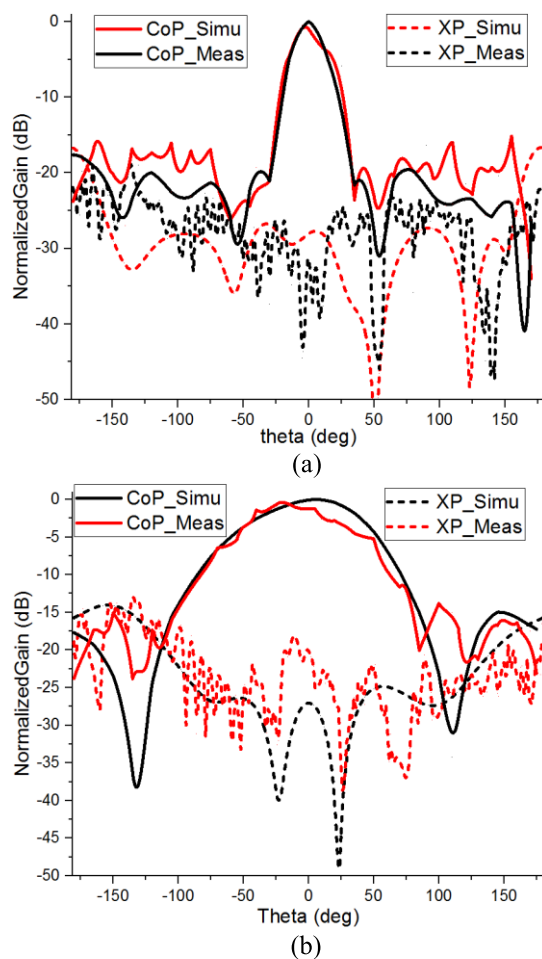 CoP_Simu
CoP_Meas
XP_Simu
XP_Meas
NormalizedGain (dB)
0
-10
-20
-30
-40
-50
-150 -100 -50 0 50 100 150
theta (deg)
(a)
CoP_Simu
CoP_Meas
XP_Simu
XP_Meas
NormalizedGain (dB)
0
-5
-10
-15
-20
-25
-30
-35
-40
-45
-50
-150 -100 -50 0 50 100 150
Theta (deg)
(b)